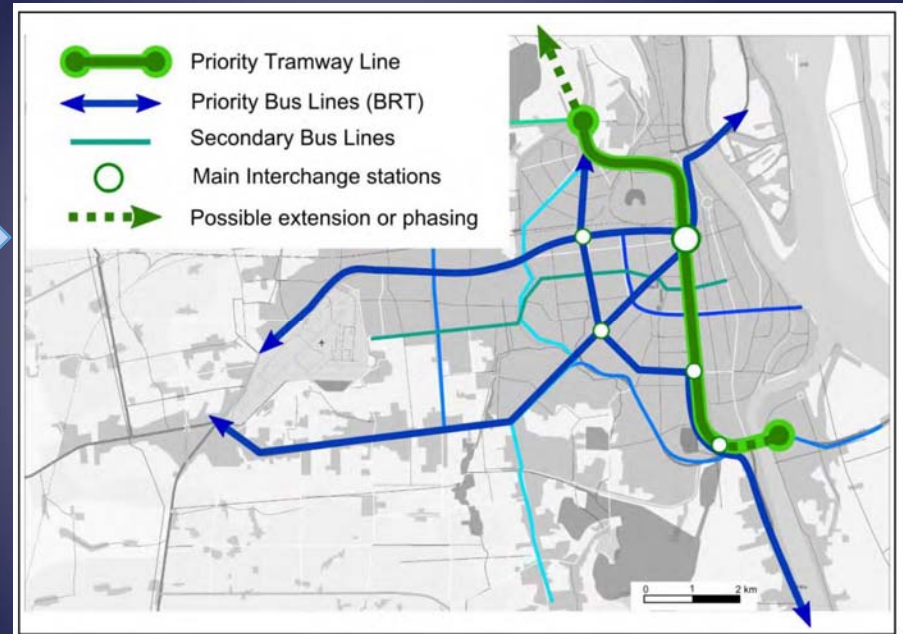 Priority Tramway Line
Priority Bus Lines (BRT)
Secondary Bus Lines
Main Interchange stations
Possible extension or phasing
0 1 2 km